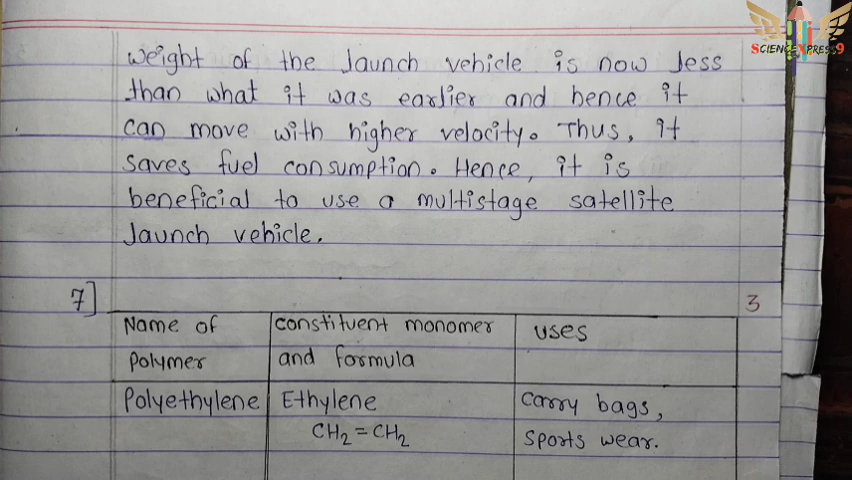 SCIENCEXPRESS9
weight of the launch vehicle is now less
than what it was earlier and hence it
can move with higher velocity. Thus, it
saves fuel consumption. Hence, it is
beneficial to use a multistage satellite
launch vehicle.
7] 3
Name of Polymer | constituent monomer and formula | uses
Polyethylene | Ethylene | carry bags,
CH₂=CH₂ | sports wear.